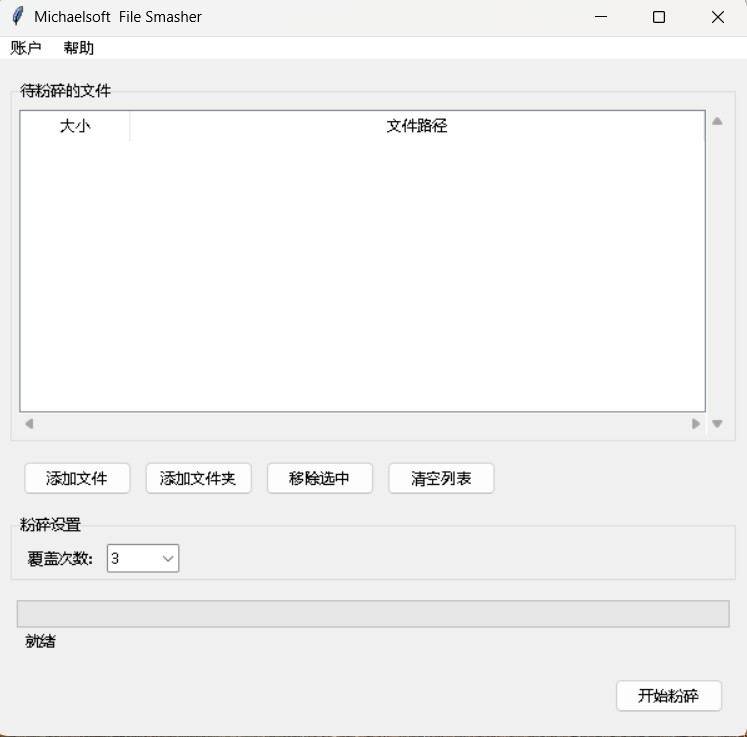 Michaelsoft  File Smasher
账户 帮助
待粉碎的文件
大小 文件路径
添加文件 添加文件夹 移除选中 清空列表
粉碎设置
覆盖次数: 3
就绪
开始粉碎